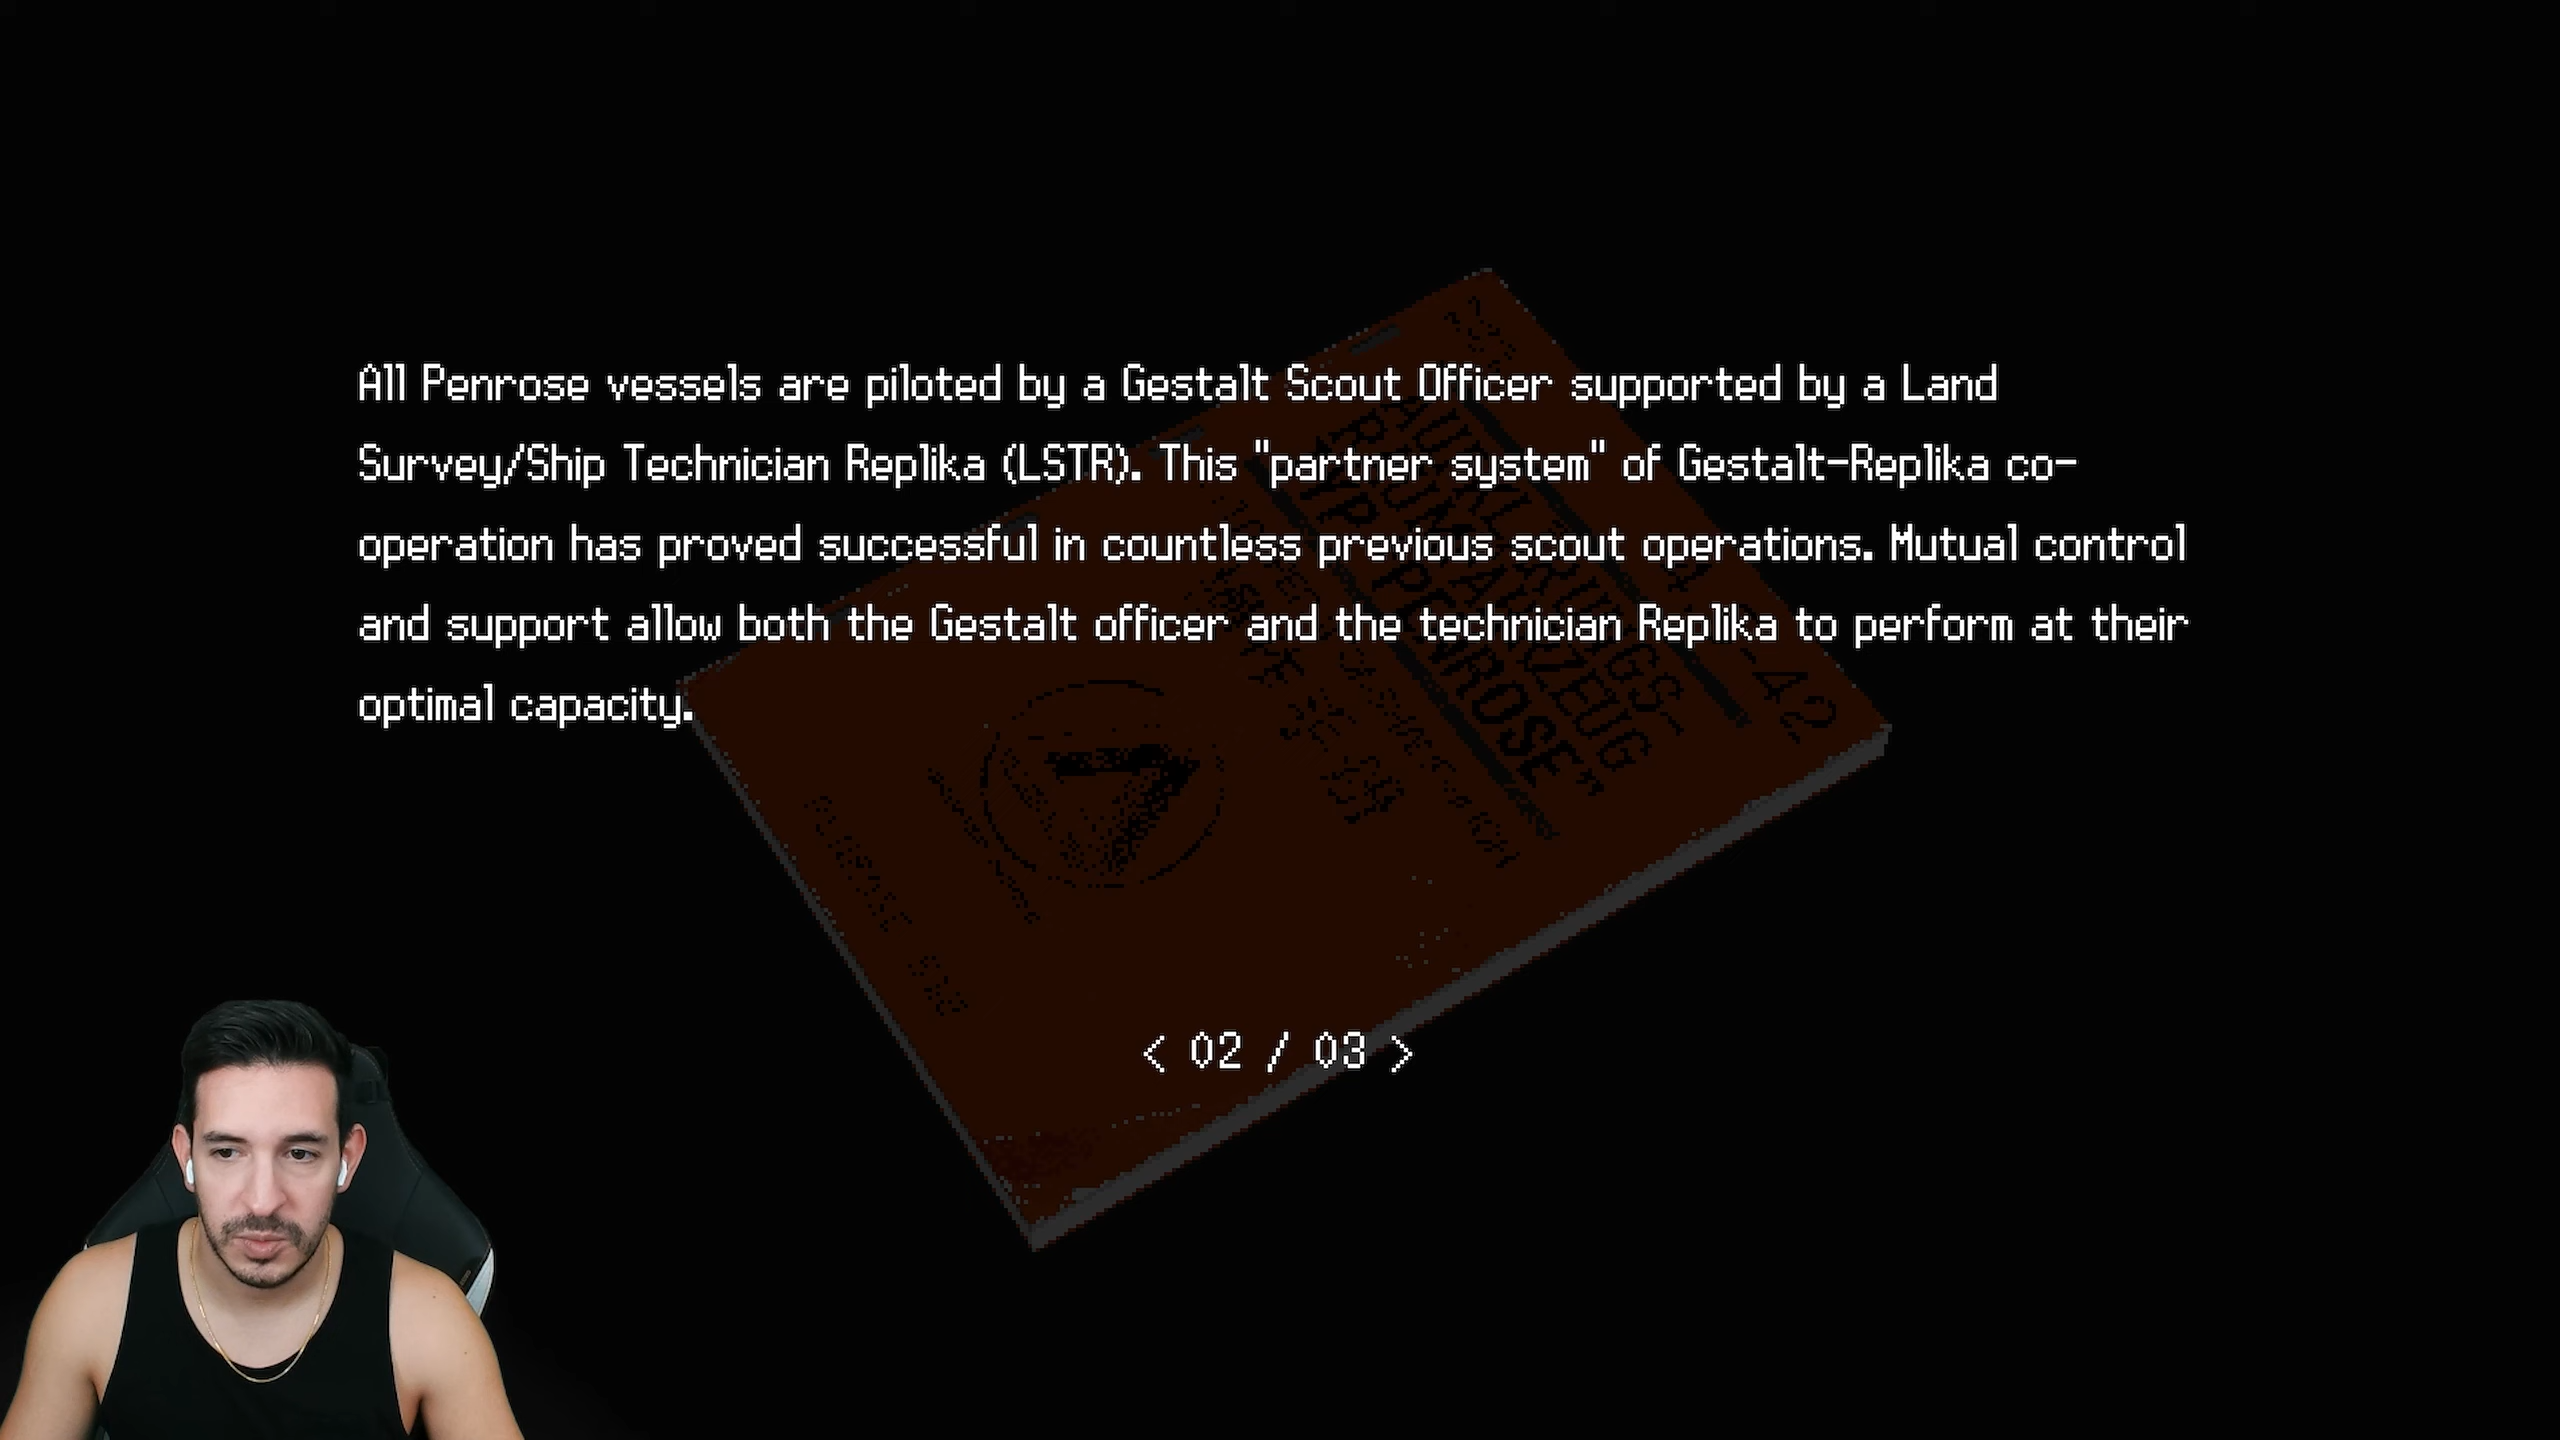 All Penrose vessels are piloted by a Gestalt Scout Officer supported by a Land
Survey/Ship Technician Replika (LSTR). This "partner system" of Gestalt-Replika co-
operation has proved successful in countless previous scout operations. Mutual control
and support allow both the Gestalt officer and the technician Replika to perform at their
optimal capacity.
PENROSE"
42
< 02 / 03 >